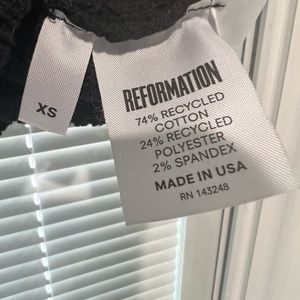 XS
REFORMATION
74% RECYCLED
COTTON
24% RECYCLED
POLYESTER
2% SPANDEX
MADE IN USA
RN 143248